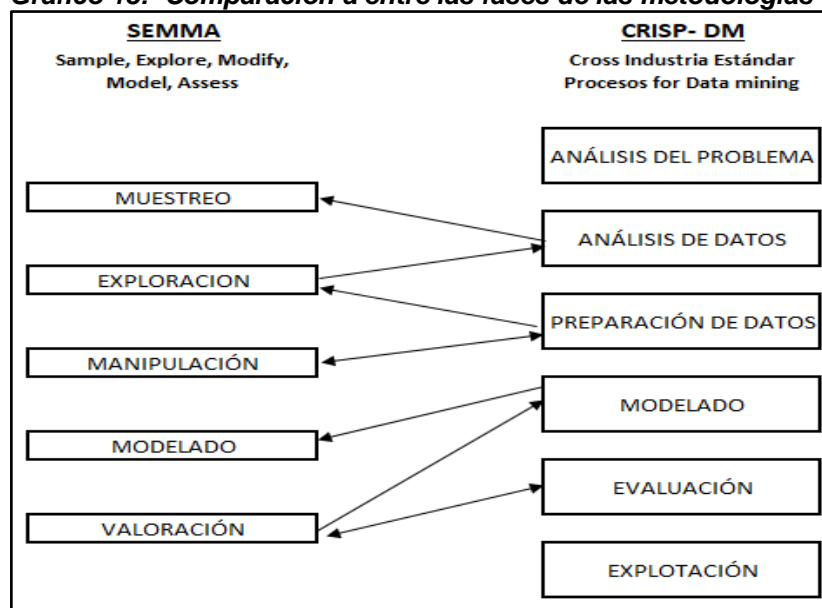 Gráfico 15. Comparación a entre las fases de las metodologías
SEMMA
Sample, Explore, Modify,
Model, Assess
MUESTREO
EXPLORACION
MANIPULACIÓN
MODELADO
VALORACIÓN
CRISP- DM
Cross Industria Estándar
Procesos for Data mining
ANÁLISIS DEL PROBLEMA
ANÁLISIS DE DATOS
PREPARACIÓN DE DATOS
MODELADO
EVALUACIÓN
EXPLOTACIÓN